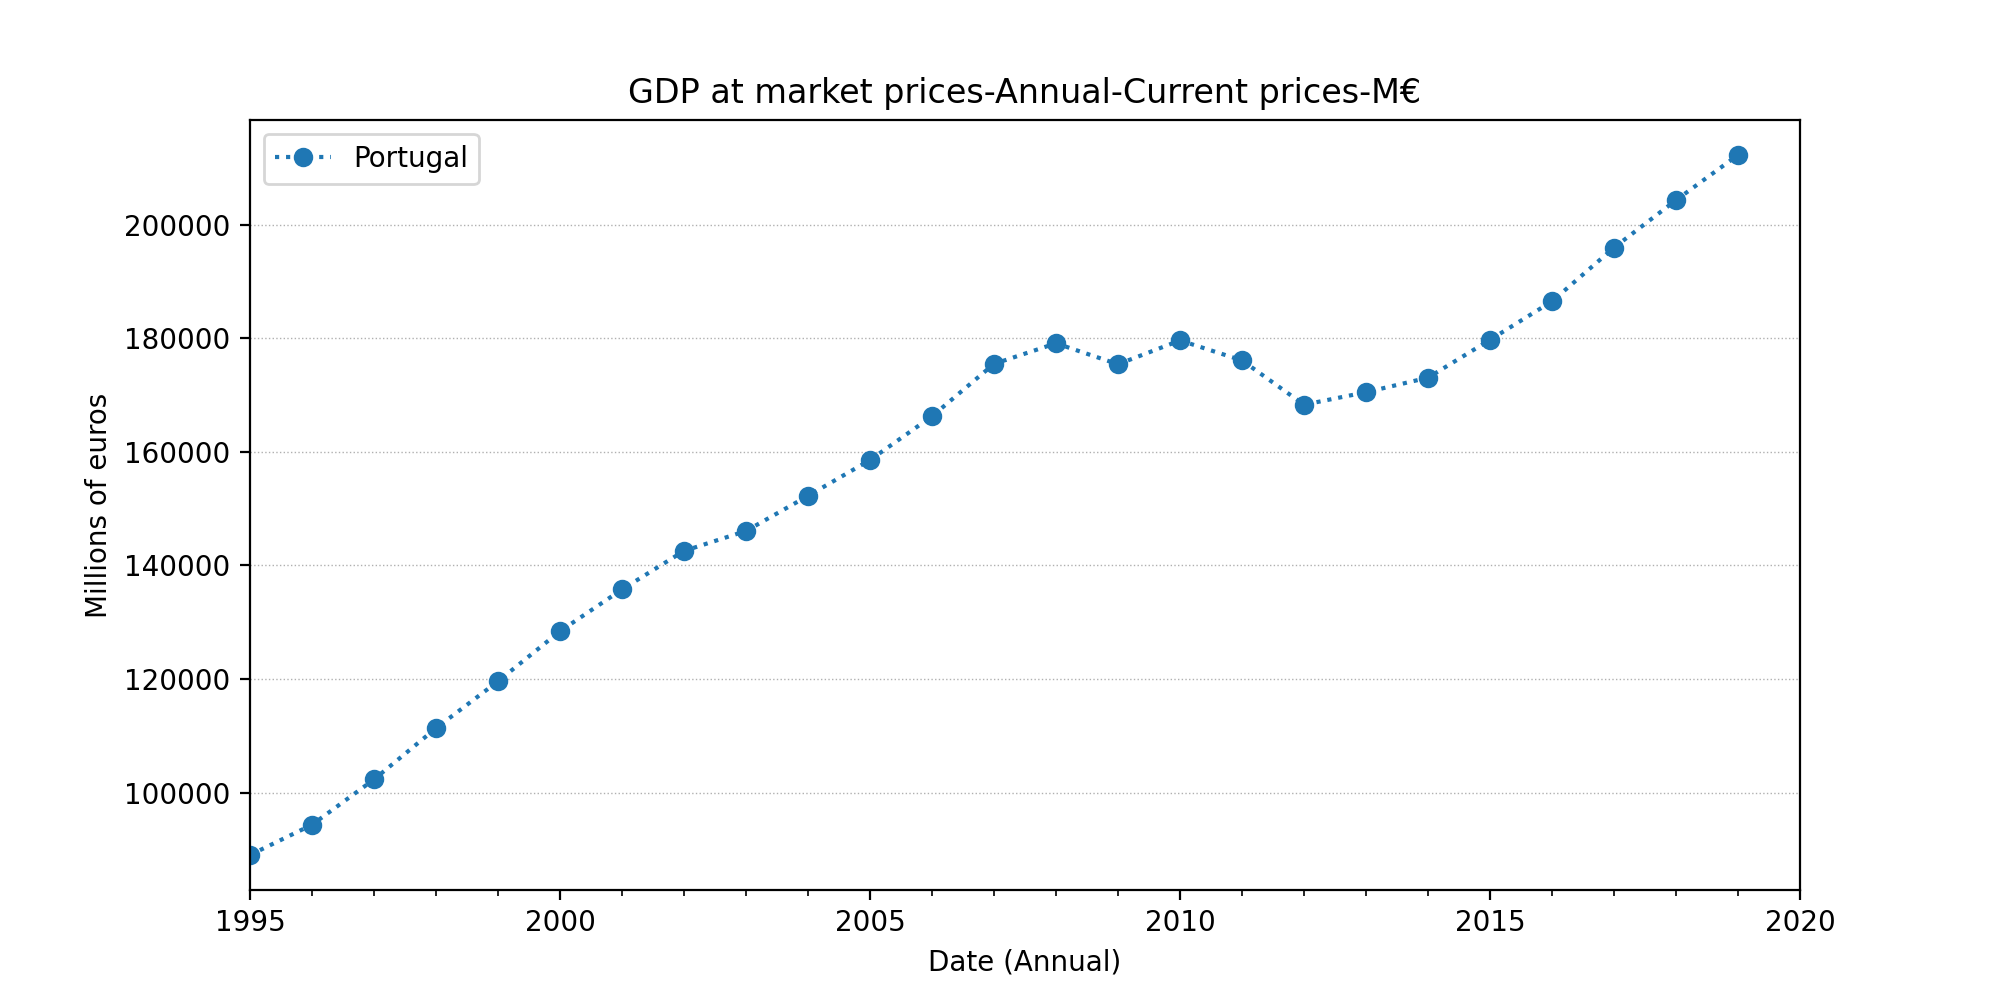 GDP at market prices-Annual-Current prices-M€
Portugal
200000
180000
160000
140000
120000
100000
Millions of euros
1995 2000 2005 2010 2015 2020
Date (Annual)